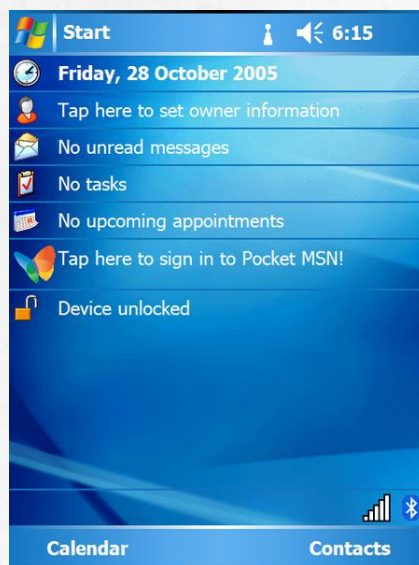 Start 6:15
Friday, 28 October 2005
Tap here to set owner information
No unread messages
No tasks
No upcoming appointments
Tap here to sign in to Pocket MSN!
Device unlocked
Calendar Contacts